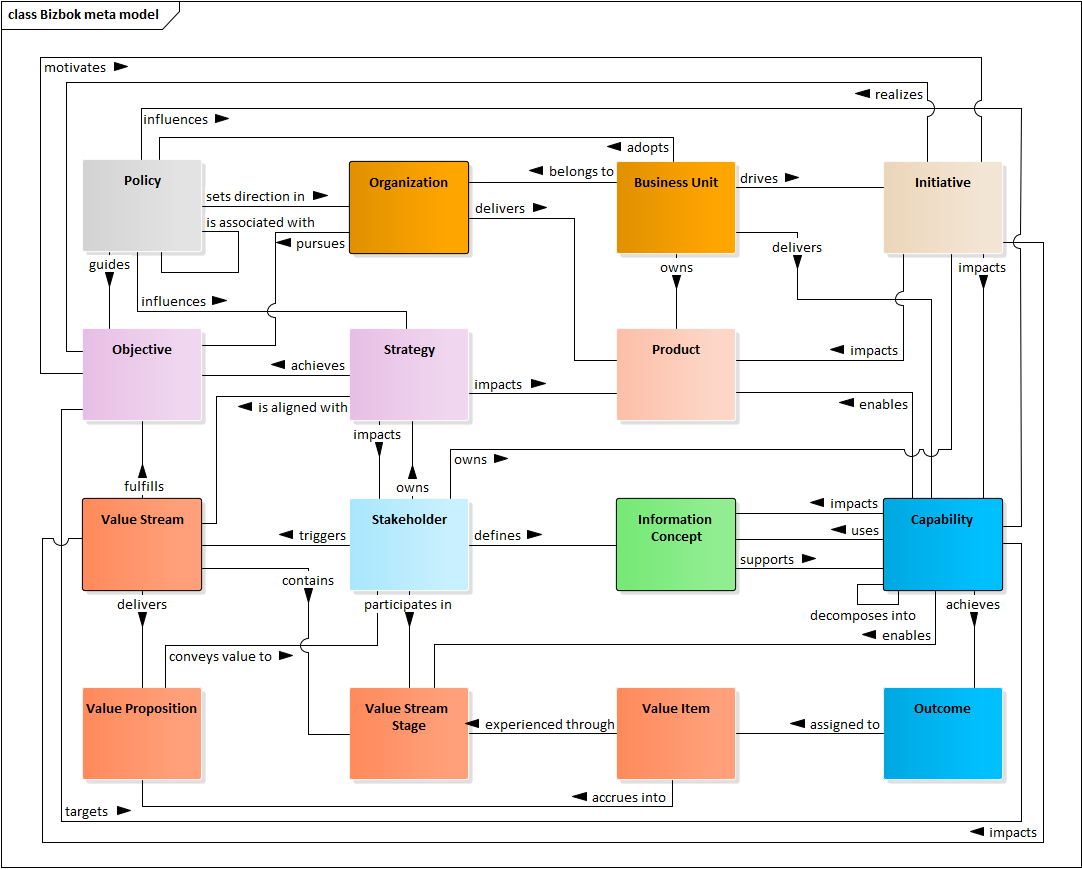 class Bizbok meta model
motivates
realizes
influences
adopts
Policy
Organization
belongs to
Business Unit
drives
Initiative
sets direction in
delivers
is associated with
pursues
delivers
guides
owns
impacts
influences
Objective
Strategy
Product
impacts
achieves
impacts
is aligned with
enables
impacts
owns
fulfills
owns
Value Stream
Stakeholder
Information
Concept
impacts
Capability
triggers
defines
uses
supports
contains
delivers
participates in
achieves
decomposes into
enables
conveys value to
Value Proposition
Value Stream
Stage
Value Item
Outcome
experienced through
assigned to
accrues into
targets
impacts